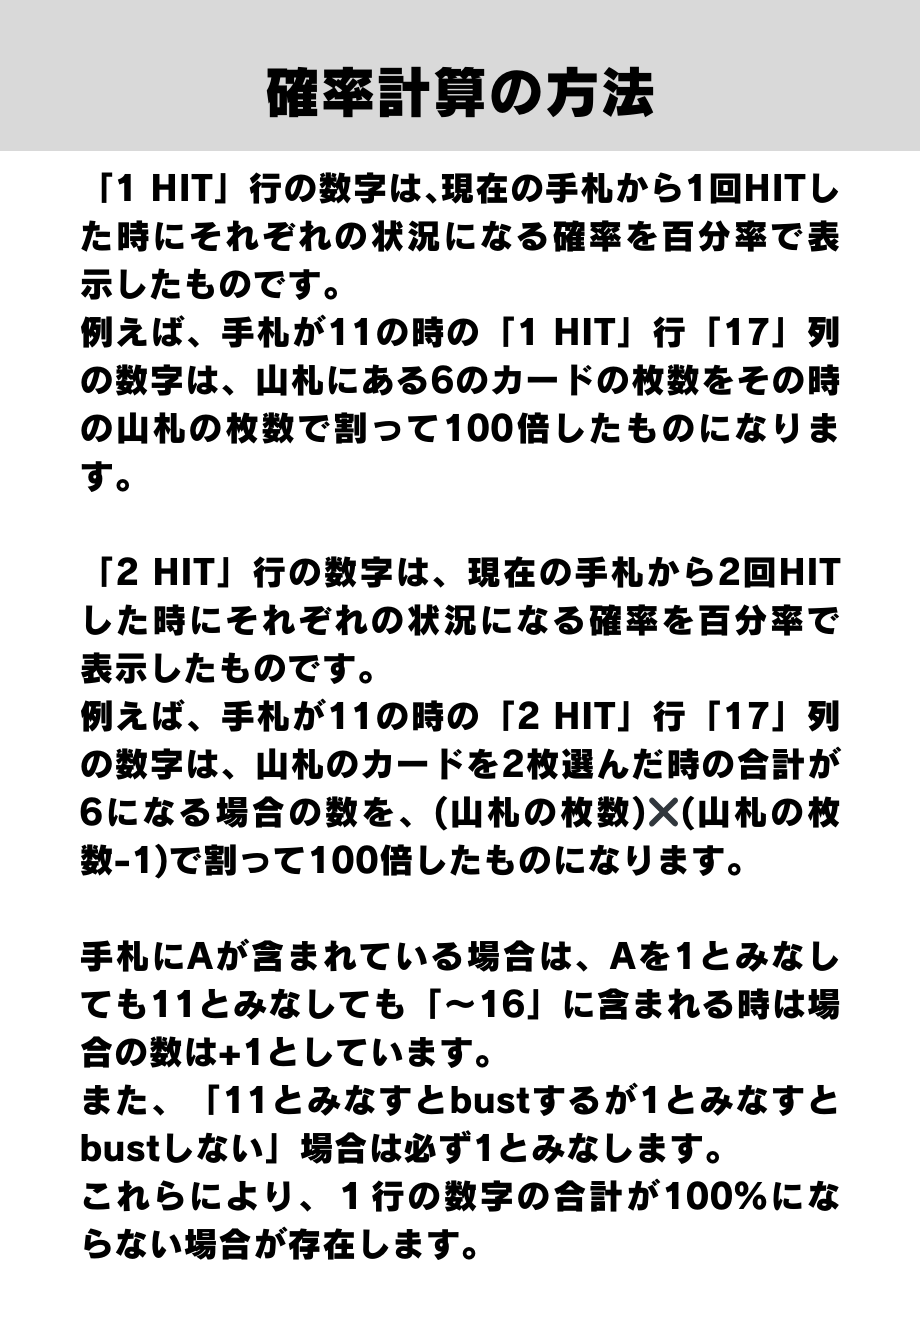 確率計算の方法
「1 HIT」行の数字は、現在の手札から1回HITし
た時にそれぞれの状況になる確率を百分率で表
示したものです。
例えば、手札が11の時の「1 HIT」行「17」列
の数字は、山札にある6のカードの枚数をその時
の山札の枚数で割って100倍したものになりま
す。
「2 HIT」行の数字は、現在の手札から2回HIT
した時にそれぞれの状況になる確率を百分率で
表示したものです。
例えば、手札が11の時の「2 HIT」行「17」列
の数字は、山札のカードを2枚選んだ時の合計が
6になる場合の数を、(山札の枚数)✕(山札の枚
数-1)で割って100倍したものになります。
手札にAが含まれている場合は、Aを1とみなし
ても11とみなしても「〜16」に含まれる時は場
合の数は+1としています。
また、「11とみなすとbustするが1とみなすと
bustしない」場合は必ず1とみなします。
これらにより、１行の数字の合計が100%にな
らない場合が存在します。